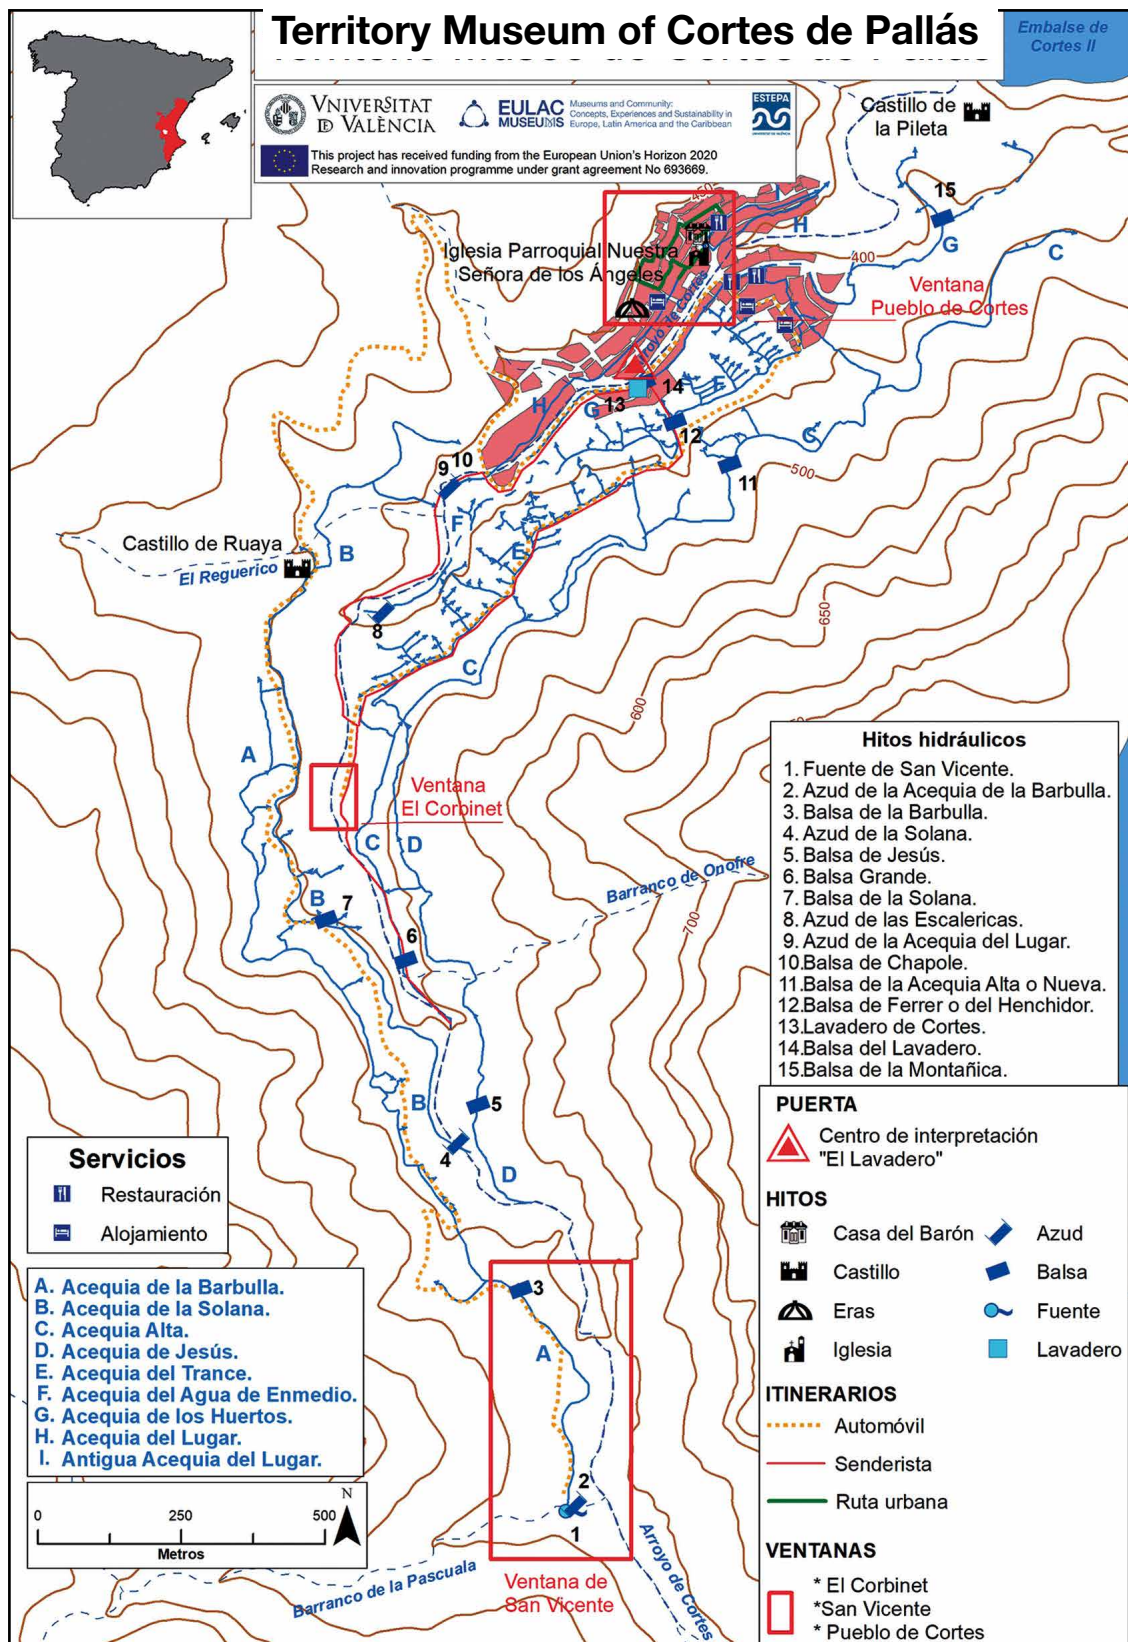 Territory Museum of Cortes de Pallás
Embalse de
Cortes II
VNIVERSITAT
DE VALÈNCIA
EULAC
MUSEUMS
Museums and Community:
Concepts, Experiences and Sustainability in
Europe, Latin America and the Caribbean
ESTEPA
This project has received funding from the European Union's Horizon 2020
Research and innovation programme under grant agreement No 693669.
Castillo de
la Pileta
15
450
I
H
G
C
400
Iglesia Parroquial Nuestra
Señora de los Ángeles
Arroyo de Cortes
Ventana
Pueblo de Cortes
14
F
H
G
13
12
C
11
500
9
10
F
E
Castillo de Ruaya
B
El Reguerico
8
C
650
600
A
Ventana
El Corbinet
C
D
Barranco de Onofre
B
7
6
700
B
5
4
D
3
A
2
1
Barranco de la Pascuala
Ventana de
San Vicente
Arroyo de Cortes
Hitos hidráulicos
1. Fuente de San Vicente.
2. Azud de la Acequia de la Barbulla.
3. Balsa de la Barbulla.
4. Azud de la Solana.
5. Balsa de Jesús.
6. Balsa Grande.
7. Balsa de la Solana.
8. Azud de las Escalericas.
9. Azud de la Acequia del Lugar.
10.Balsa de Chapole.
11.Balsa de la Acequia Alta o Nueva.
12.Balsa de Ferrer o del Henchidor.
13.Lavadero de Cortes.
14.Balsa del Lavadero.
15.Balsa de la Montañica.
PUERTA
Centro de interpretación
"El Lavadero"
HITOS
Casa del Barón
Azud
Castillo
Balsa
Eras
Fuente
Iglesia
Lavadero
ITINERARIOS
Automóvil
Senderista
Ruta urbana
VENTANAS
* El Corbinet
*San Vicente
* Pueblo de Cortes
Servicios
Restauración
Alojamiento
A. Acequia de la Barbulla.
B. Acequia de la Solana.
C. Acequia Alta.
D. Acequia de Jesús.
E. Acequia del Trance.
F. Acequia del Agua de Enmedio.
G. Acequia de los Huertos.
H. Acequia del Lugar.
I. Antigua Acequia del Lugar.
N
0 250 500
Metros